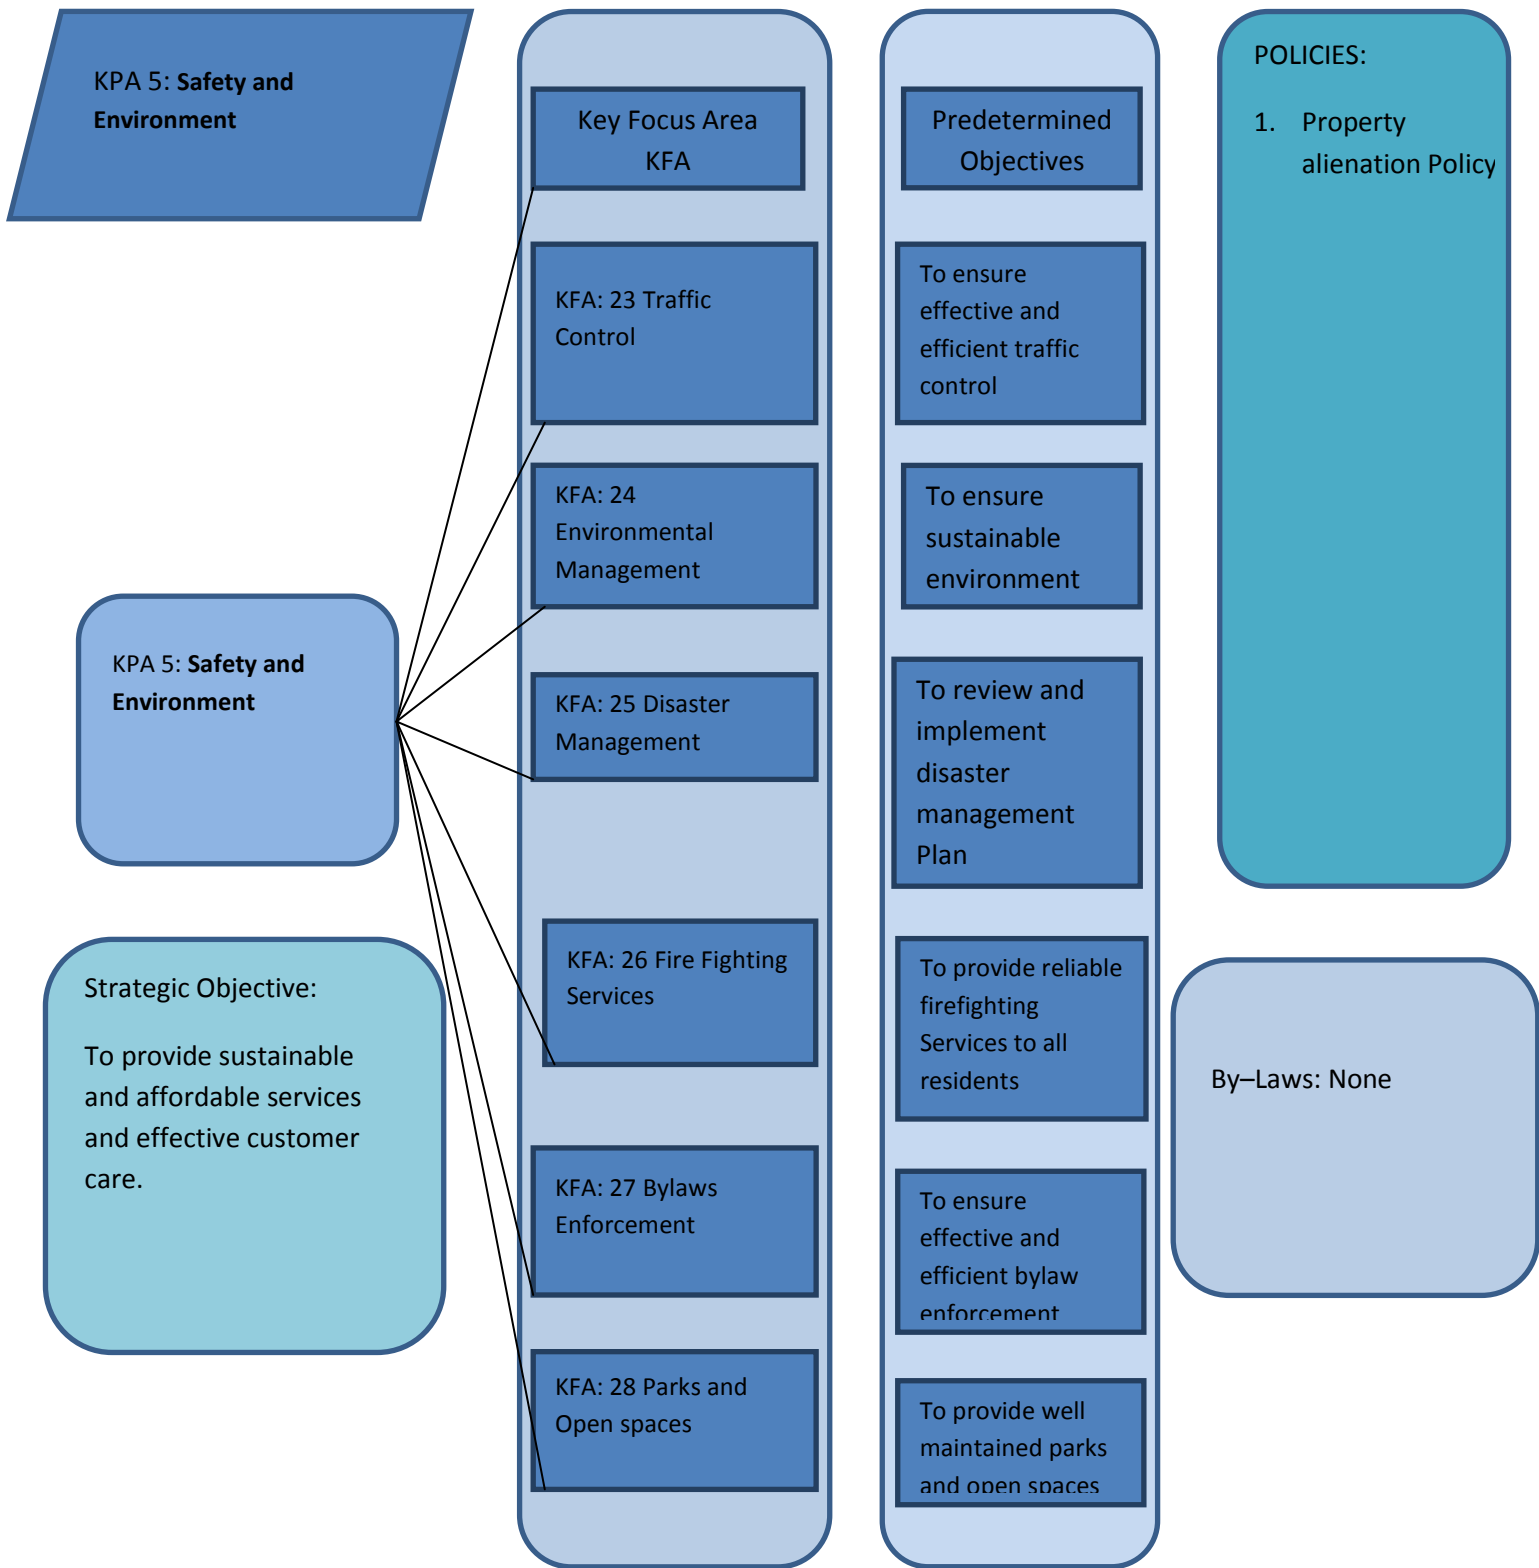 KPA 5: Safety and
Environment
Key Focus Area
KFA
Predetermined
Objectives
POLICIES:
1. Property
alienation Policy
KFA: 23 Traffic
Control
To ensure
effective and
efficient traffic
control
KFA: 24
Environmental
Management
To ensure
sustainable
environment
KPA 5: Safety and
Environment
KFA: 25 Disaster
Management
To review and
implement
disaster
management
Plan
Strategic Objective:
To provide sustainable
and affordable services
and effective customer
care.
KFA: 26 Fire Fighting
Services
To provide reliable
firefighting
Services to all
residents
By–Laws: None
KFA: 27 Bylaws
Enforcement
To ensure
effective and
efficient bylaw
enforcement
KFA: 28 Parks and
Open spaces
To provide well
maintained parks
and open spaces